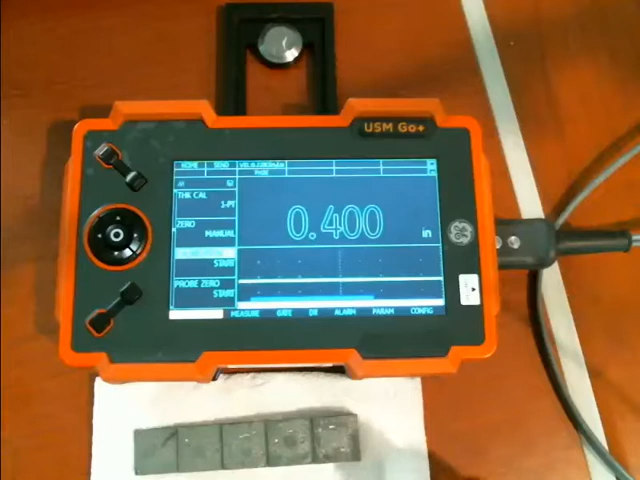 USM Go+
HOME SEND
THK CAL
1-PT
ZERO
MANUAL
0.400 in
START
PROBE ZERO
START
MEASURE GATE DR ALARM PARAM CONFIG